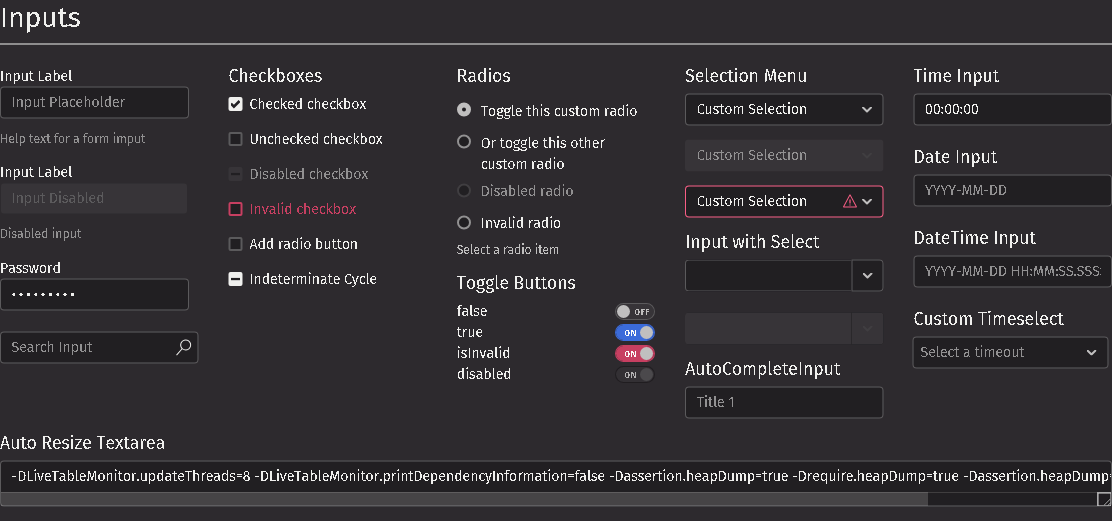 Inputs
Input Label
Input Placeholder
Help text for a form imput
Input Label
Input Disabled
Disabled input
Password
Search Input
Checkboxes
Checked checkbox
Unchecked checkbox
Disabled checkbox
Invalid checkbox
Add radio button
Indeterminate Cycle
Radios
Toggle this custom radio
Or toggle this other
custom radio
Disabled radio
Invalid radio
Select a radio item
Toggle Buttons
false OFF
true ON
isInvalid ON
disabled ON
Selection Menu
Custom Selection
Custom Selection
Custom Selection
Input with Select
AutoCompleteInput
Title 1
Time Input
00:00:00
Date Input
YYYY-MM-DD
DateTime Input
YYYY-MM-DD HH:MM:SS.SSS
Custom Timeselect
Select a timeout
Auto Resize Textarea
-DLiveTableMonitor.updateThreads=8 -DLiveTableMonitor.printDependencyInformation=false -Dassertion.heapDump=true -Drequire.heapDump=true -Dassertion.heapDump=